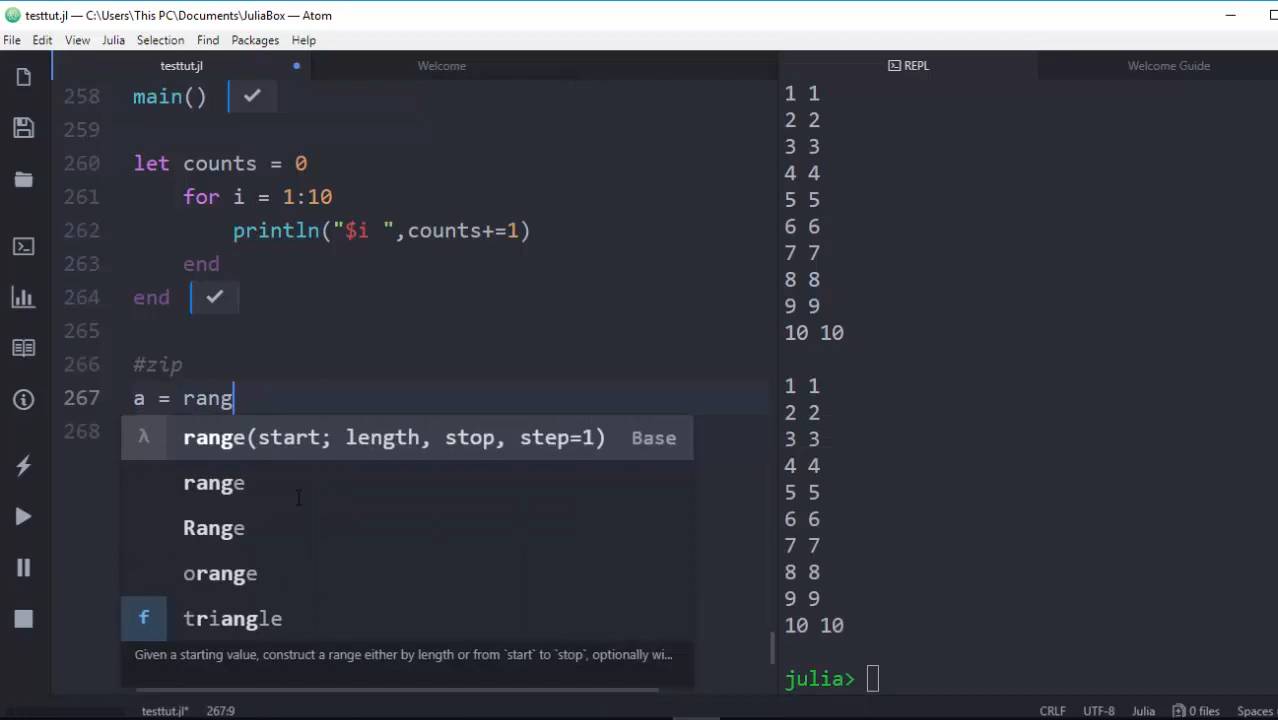 testtut.jl — C:\Users\This PC\Documents\JuliaBox — Atom
File Edit View Julia Selection Find Packages Help
testtut.jl Welcome
258 main()
259
260 let counts = 0
261 for i = 1:10
262 println("$i ",counts+=1)
263 end
264 end
265
266 #zip
267 a = rang
268
λ range(start; length, stop, step=1) Base
range
Range
orange
f triangle
Given a starting value, construct a range either by length or from `start` to `stop`, optionally wi...
REPL Welcome Guide
1 1
2 2
3 3
4 4
5 5
6 6
7 7
8 8
9 9
10 10
1 1
2 2
3 3
4 4
5 5
6 6
7 7
8 8
9 9
10 10
julia>
testtut.jl* 267:9 CRLF UTF-8 Julia 0 files Spaces